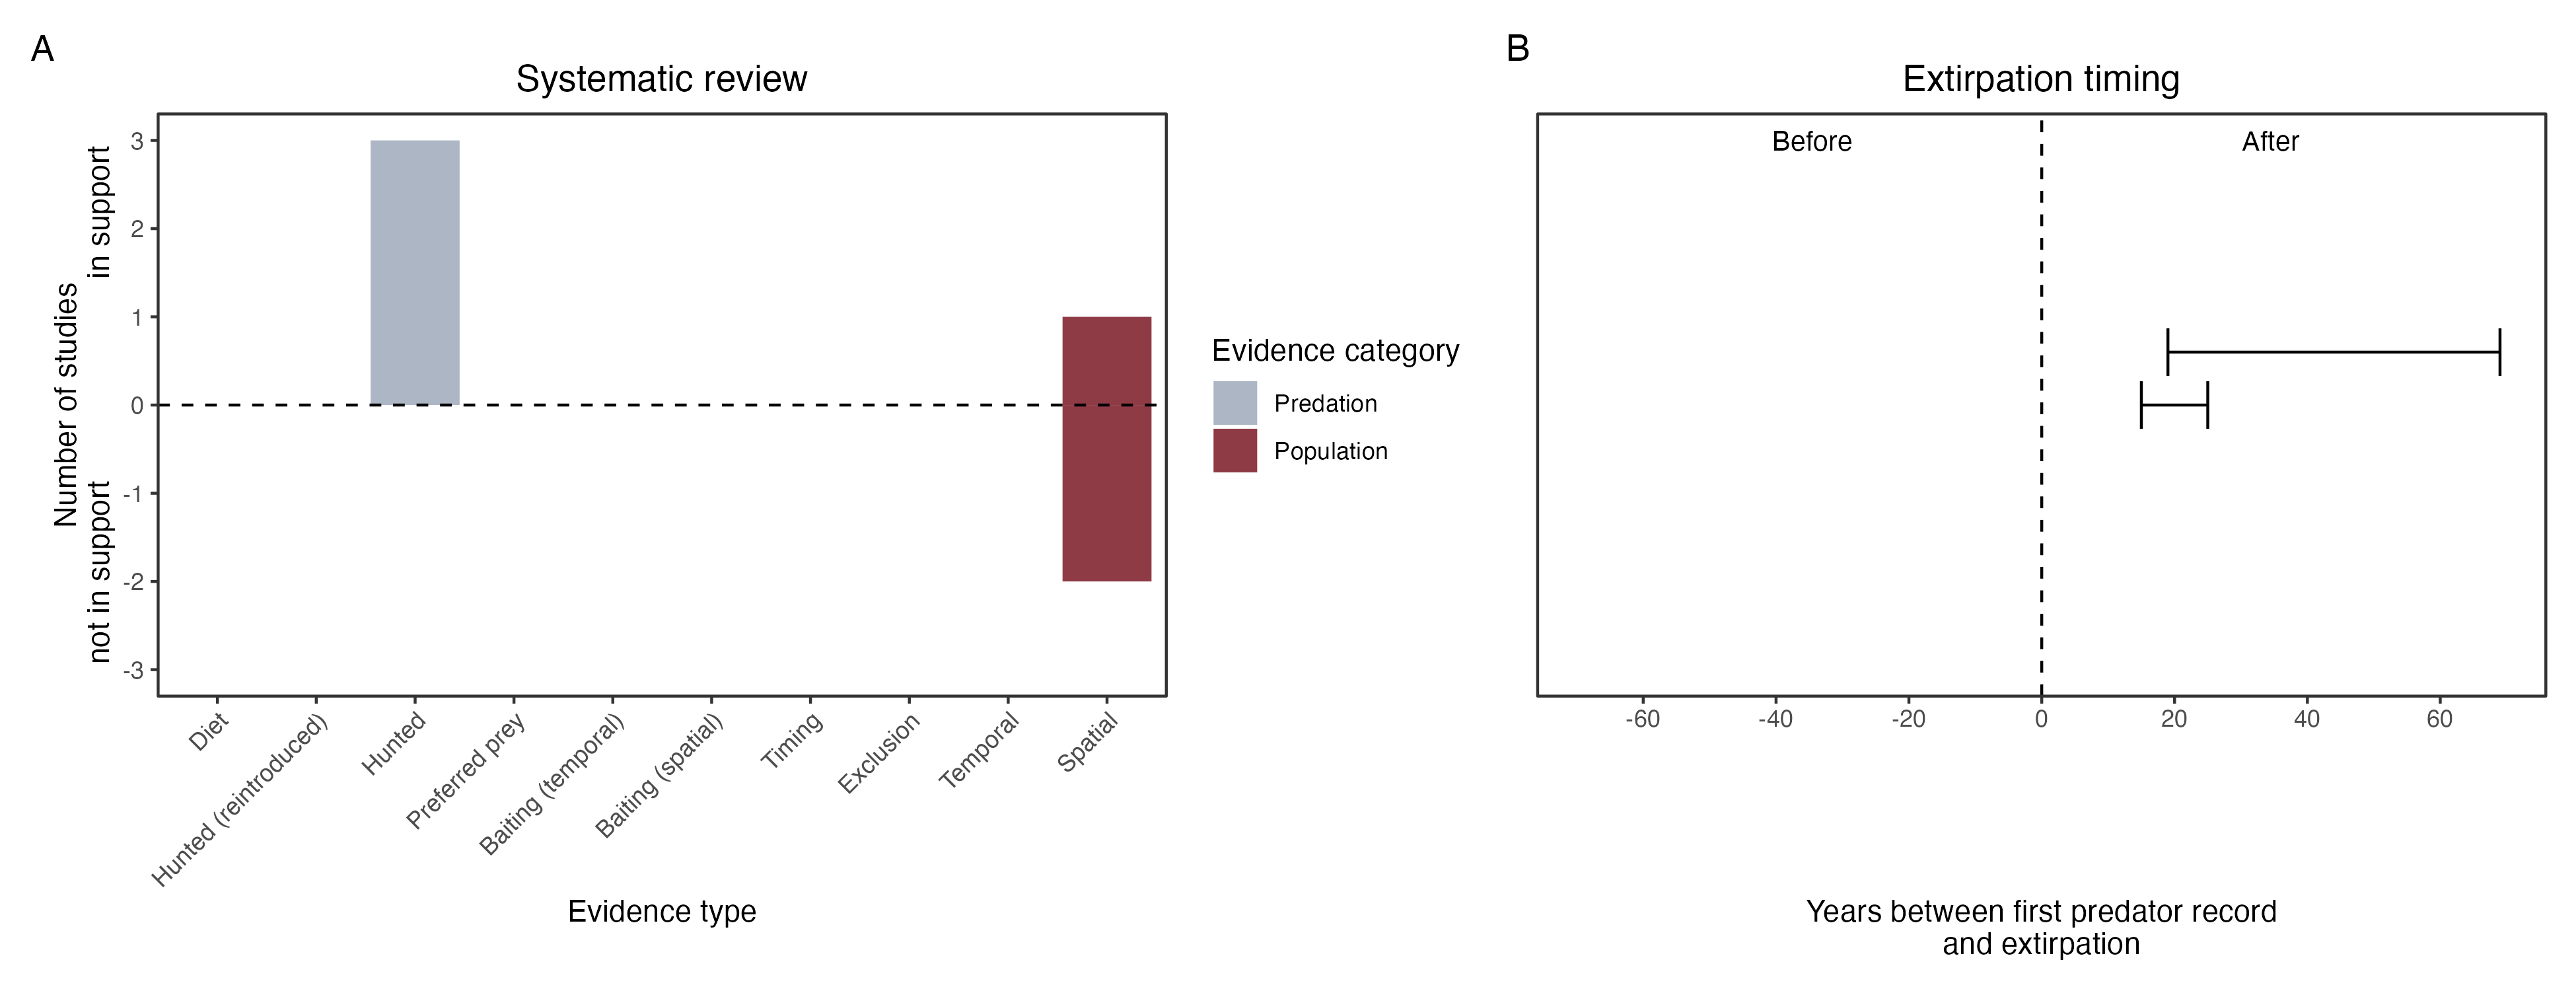 A
Systematic review
Number of studies
not in support
in support
3
2
1
0
-1
-2
-3
Diet
Hunted (reintroduced)
Hunted
Preferred prey
Baiting (temporal)
Baiting (spatial)
Timing
Exclusion
Temporal
Spatial
Evidence type
Evidence category
Predation
Population
B
Extirpation timing
Before
After
-60
-40
-20
0
20
40
60
Years between first predator record
and extirpation